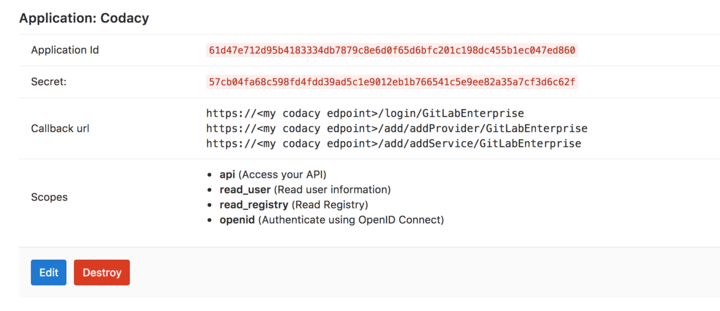 Application: Codacy
Application Id
61d47e712d95b4183334db7879c8e6d0f65d6bfc201c198dc455b1ec047ed860
Secret:
57cb04fa68c598fd4fdd39ad5c1e9012eb1b766541c5e9ee82a35a7cf3d6c62f
Callback url
https://<my codacy edpoint>/login/GitLabEnterprise
https://<my codacy edpoint>/add/addProvider/GitLabEnterprise
https://<my codacy edpoint>/add/addService/GitLabEnterprise
Scopes
• api (Access your API)
• read_user (Read user information)
• read_registry (Read Registry)
• openid (Authenticate using OpenID Connect)
Edit Destroy